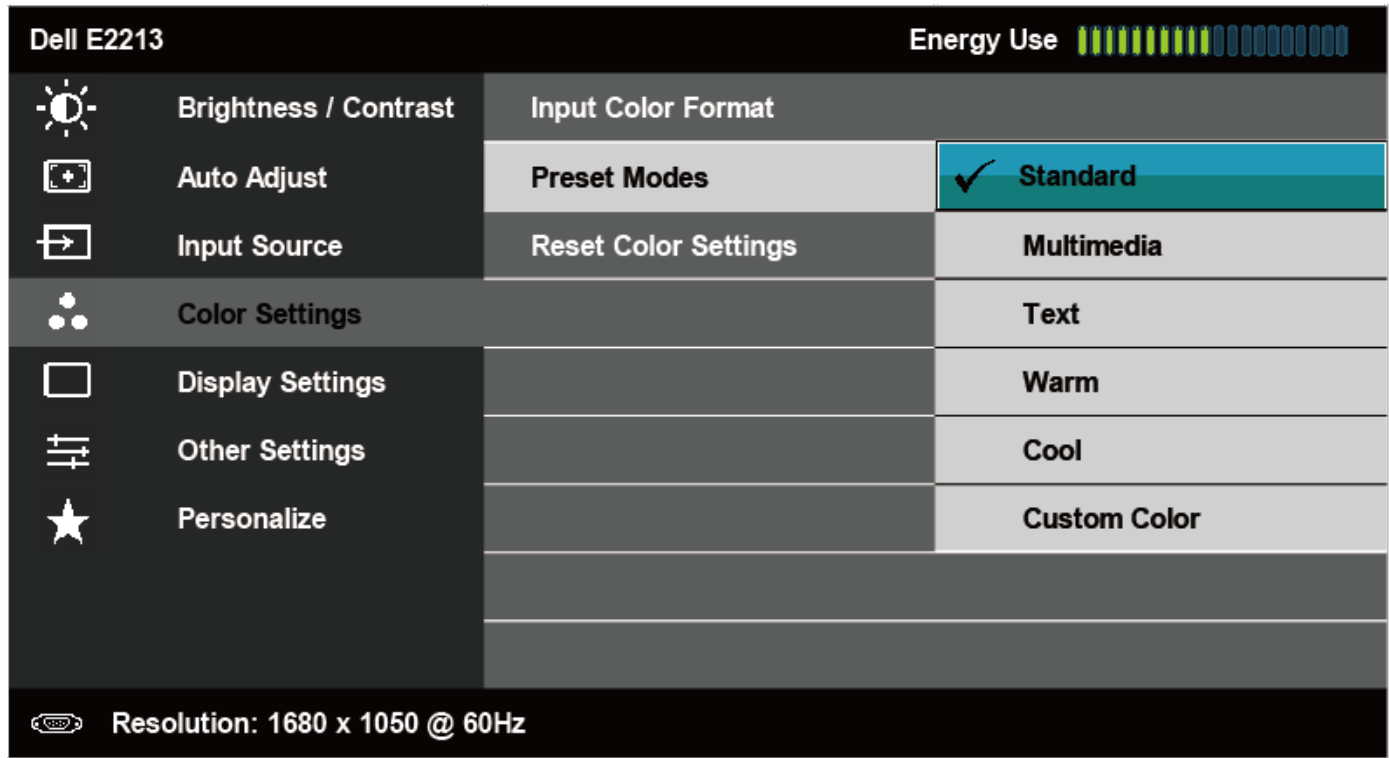 Dell E2213 Energy Use
Brightness / Contrast Input Color Format
Auto Adjust Preset Modes Standard
Input Source Reset Color Settings Multimedia
Color Settings Text
Display Settings Warm
Other Settings Cool
Personalize Custom Color
Resolution: 1680 x 1050 @ 60Hz